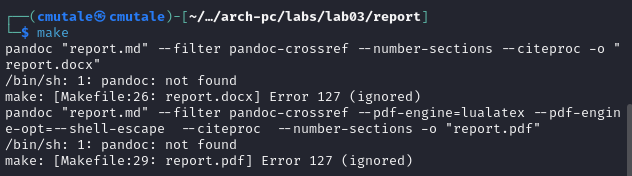 ┌──(cmutale㉿cmutale)-[~/…/arch-pc/labs/lab03/report]
└─$ make
pandoc "report.md" --filter pandoc-crossref --number-sections --citeproc -o "
report.docx"
/bin/sh: 1: pandoc: not found
make: [Makefile:26: report.docx] Error 127 (ignored)
pandoc "report.md" --filter pandoc-crossref --pdf-engine=lualatex --pdf-engin
e-opt=--shell-escape  --citeproc  --number-sections -o "report.pdf"
/bin/sh: 1: pandoc: not found
make: [Makefile:29: report.pdf] Error 127 (ignored)